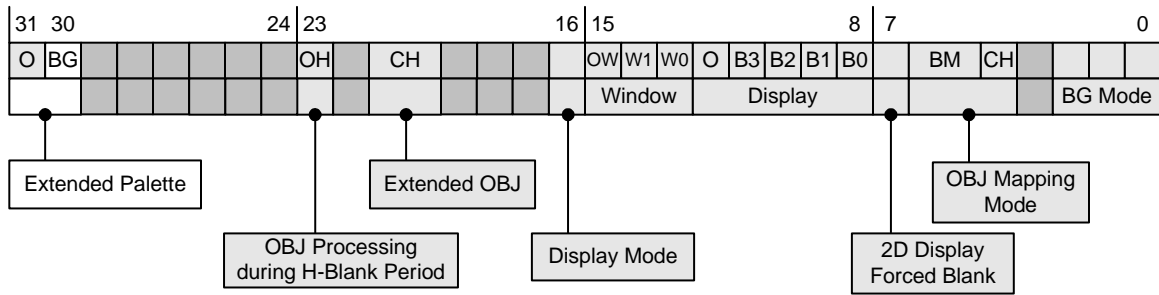 31 30 24 23 16 15 8 7 0
O BG OH CH OW W1 W0 O B3 B2 B1 B0 BM CH
Window Display BG Mode
Extended Palette Extended OBJ OBJ Mapping
Mode
OBJ Processing
during H-Blank Period
Display Mode
2D Display
Forced Blank